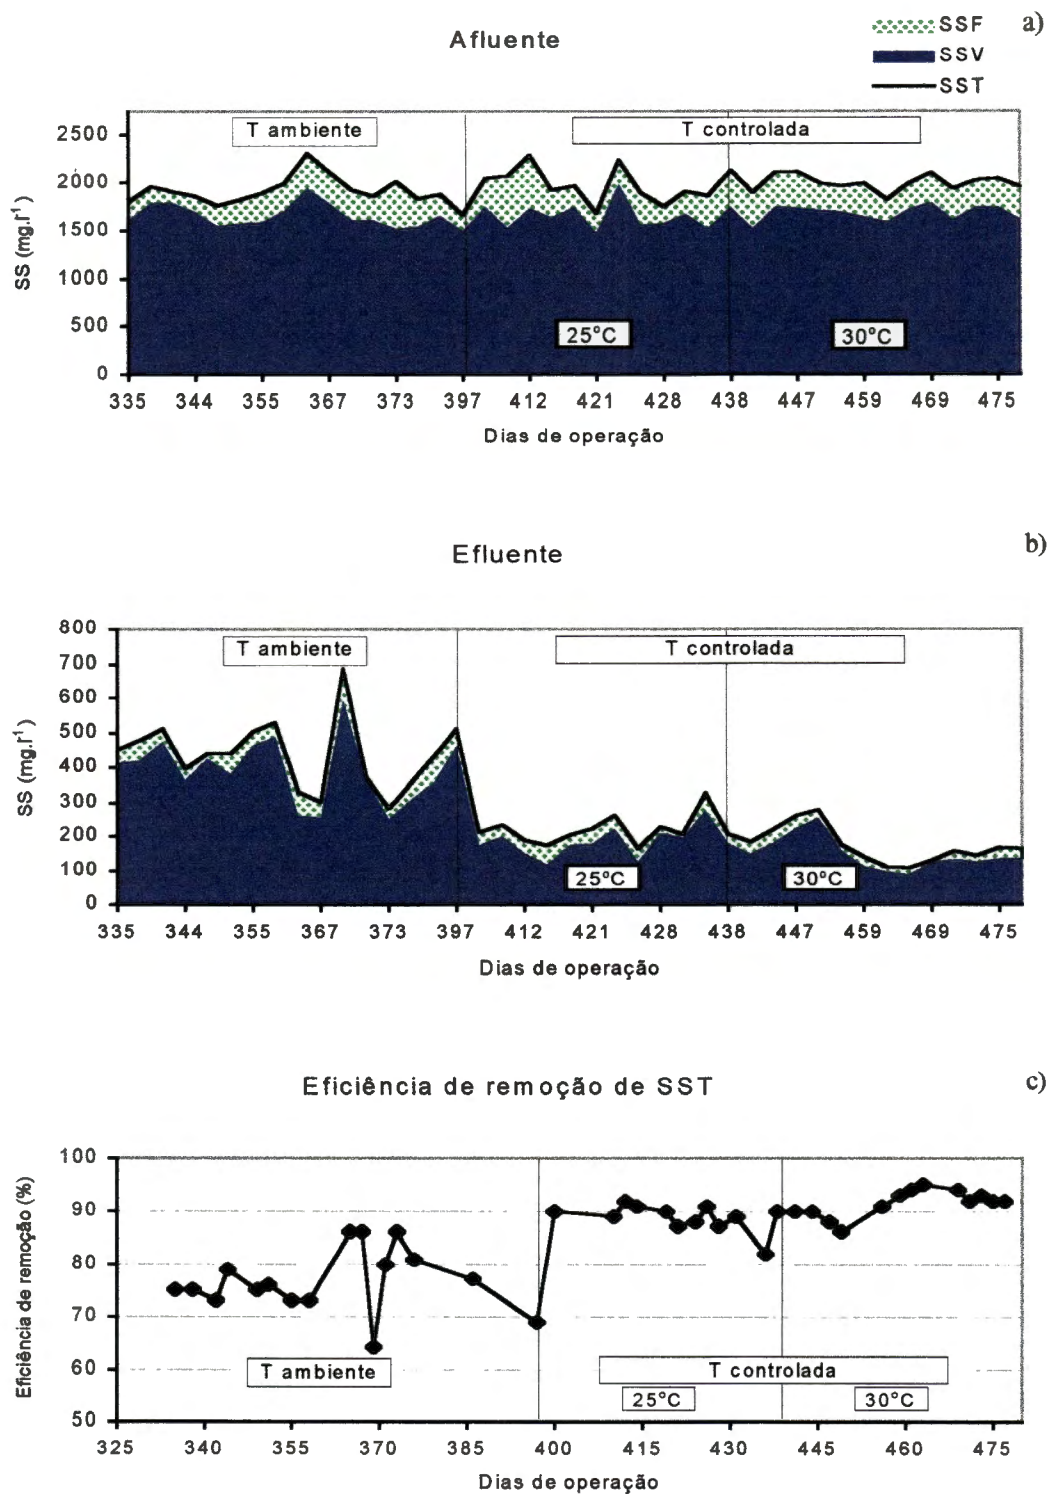 Afluente
a)
SSF
SSV
SST
T ambiente
T controlada
2500
2000
1500
1000
500
0
SS (mg.l⁻¹)
25°C
30°C
335 344 355 367 373 397 412 421 428 438 447 459 469 475
Dias de operação
Efluente
b)
T ambiente
T controlada
800
700
600
500
400
300
200
100
0
SS (mg.l⁻¹)
25°C
30°C
335 344 355 367 373 397 412 421 428 438 447 459 469 475
Dias de operação
Eficiência de remoção de SST
c)
100
90
80
70
60
50
Eficiência de remoção (%)
T ambiente
T controlada
25°C
30°C
325 340 355 370 385 400 415 430 445 460 475
Dias de operação